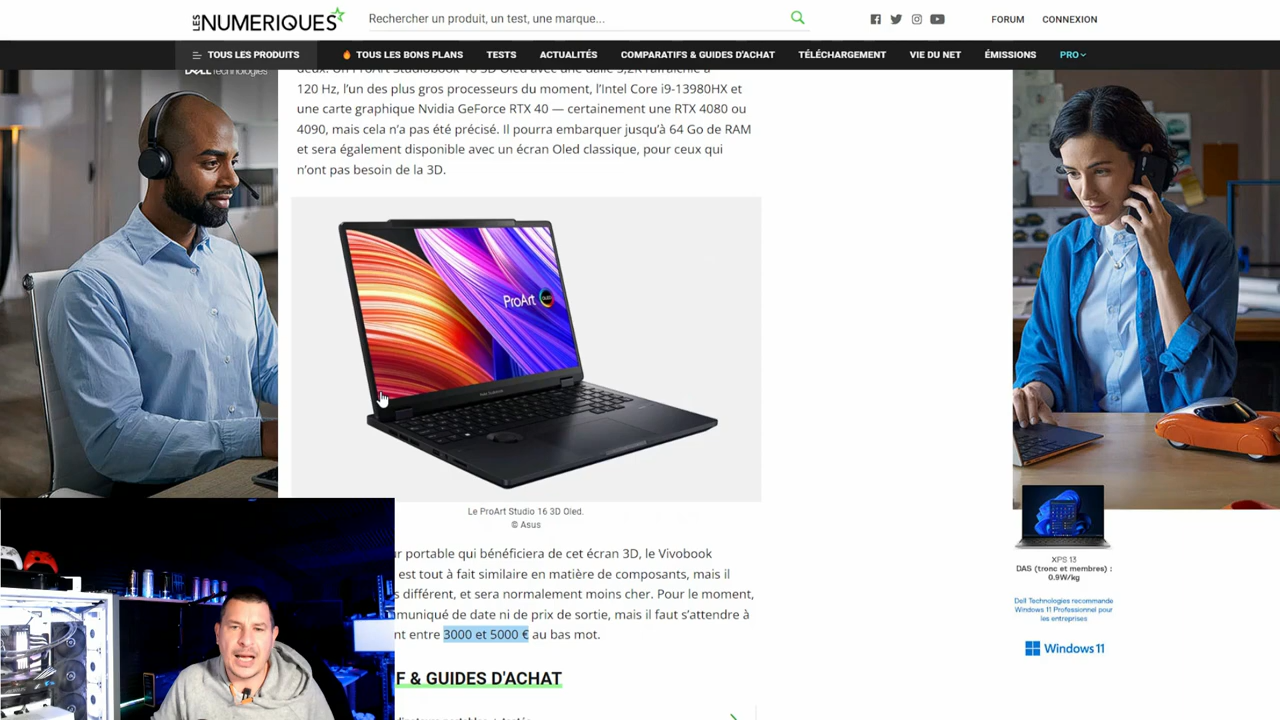 LES NUMERIQUES
Rechercher un produit, un test, une marque...
FORUM
CONNEXION
TOUS LES PRODUITS
TOUS LES BONS PLANS
TESTS
ACTUALITÉS
COMPARATIFS & GUIDES D'ACHAT
TÉLÉCHARGEMENT
VIE DU NET
ÉMISSIONS
PRO
DELL Technologies
120 Hz, l'un des plus gros processeurs du moment, l'Intel Core i9-13980HX et
une carte graphique Nvidia GeForce RTX 40 — certainement une RTX 4080 ou
4090, mais cela n'a pas été précisé. Il pourra embarquer jusqu'à 64 Go de RAM
et sera également disponible avec un écran Oled classique, pour ceux qui
n'ont pas besoin de la 3D.
ProArt
Le ProArt Studio 16 3D Oled.
© Asus
ur portable qui bénéficiera de cet écran 3D, le Vivobook
est tout à fait similaire en matière de composants, mais il
s différent, et sera normalement moins cher. Pour le moment,
muniqué de date ni de prix de sortie, mais il faut s'attendre à
nt entre 3000 et 5000 € au bas mot.
F & GUIDES D'ACHAT
XPS 13
DAS (tronc et membres) :
0.9W/kg
Dell Technologies recommande
Windows 11 Professionnel pour
les entreprises
Windows 11